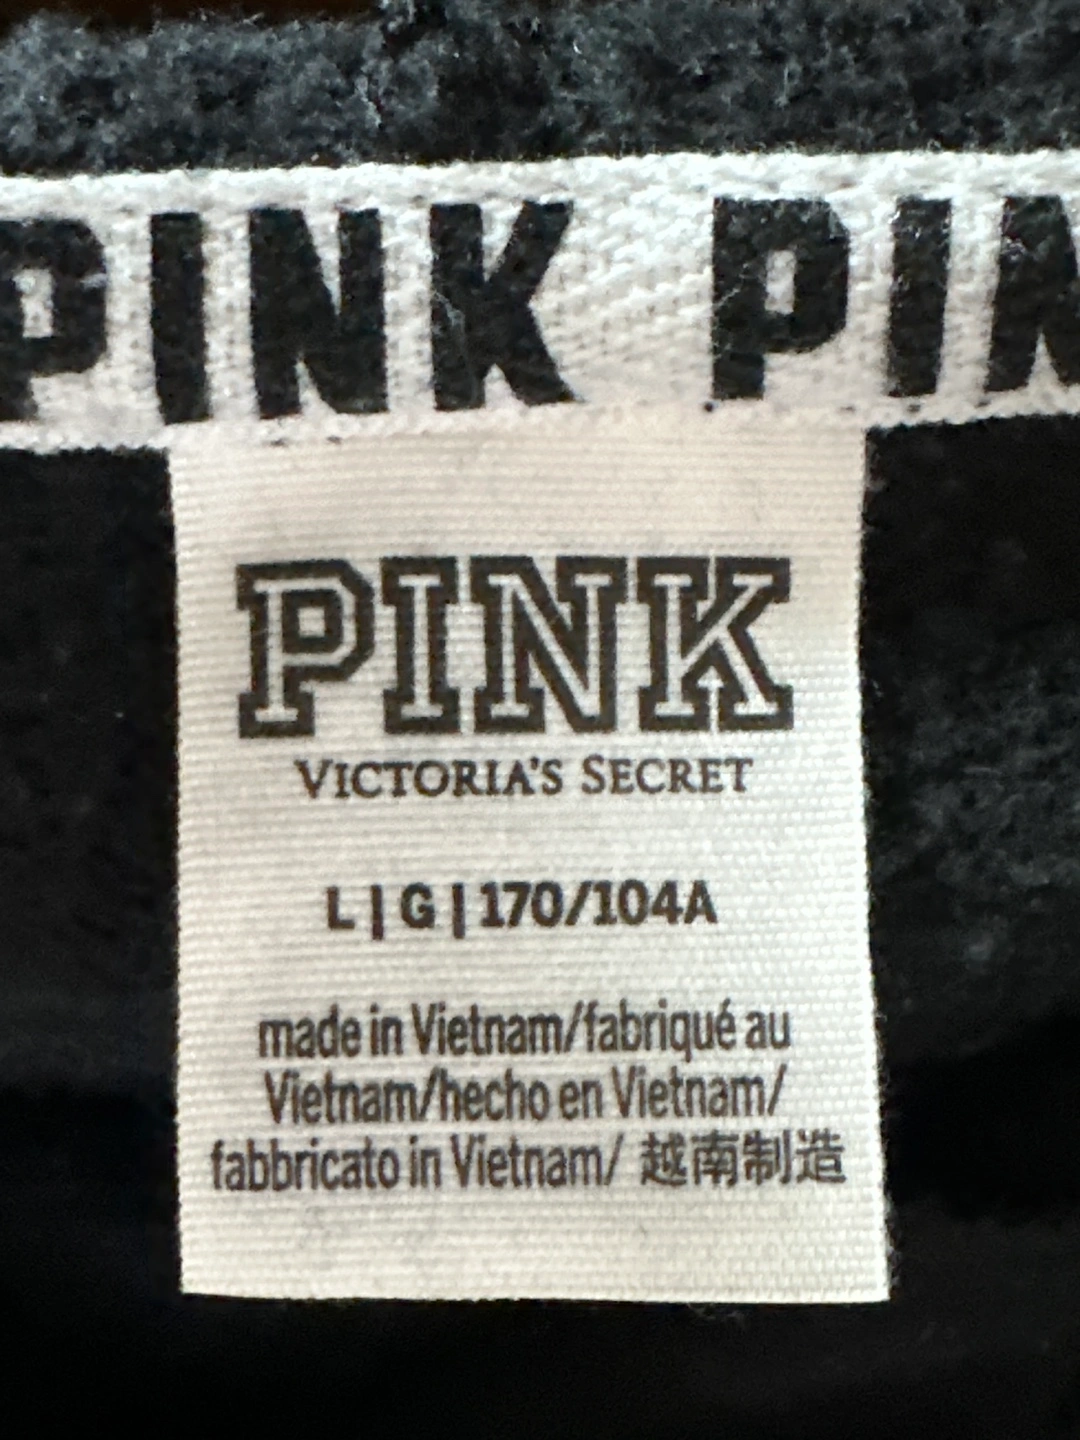 PINK PIN
PINK
VICTORIA'S SECRET
L | G | 170/104A
made in Vietnam/fabriqué au
Vietnam/hecho en Vietnam/
fabbricato in Vietnam/ 越南制造